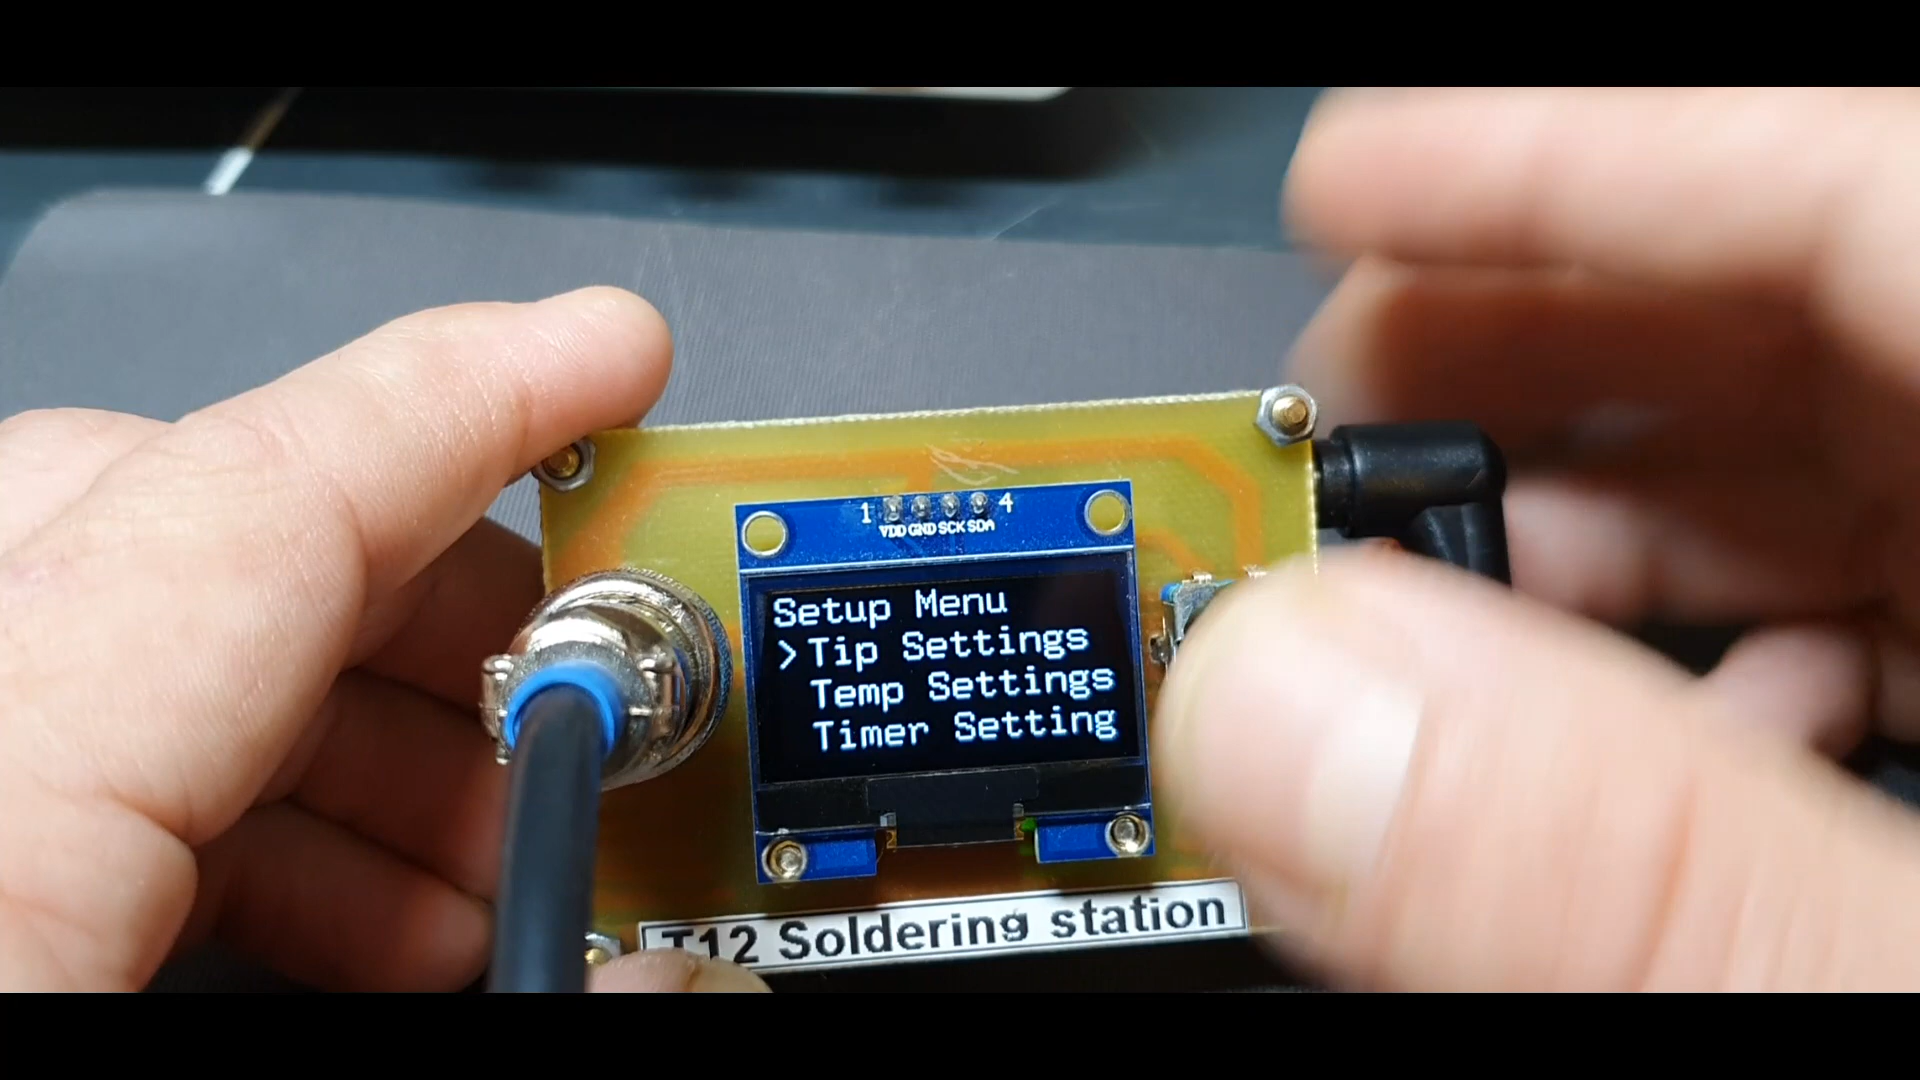 1 4
VDD GND SCK SDA
Setup Menu
>Tip Settings
Temp Settings
Timer Setting
T12 Soldering station